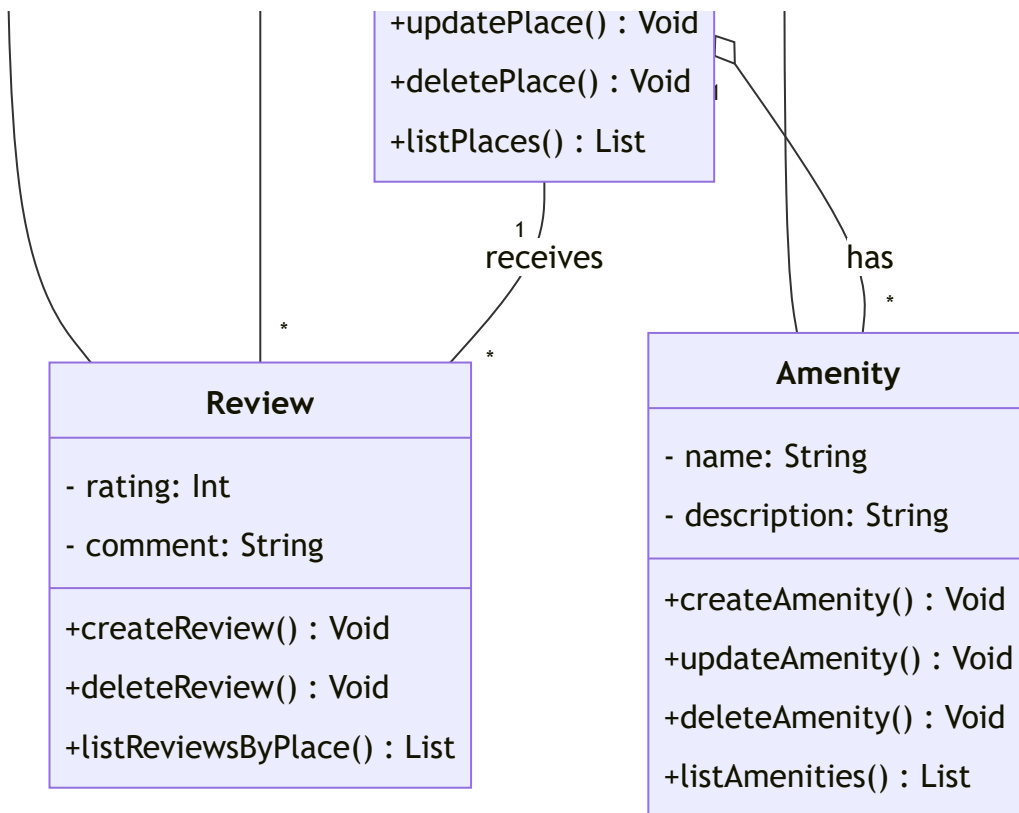 +updatePlace() : Void
+deletePlace() : Void
1
+listPlaces() : List
1
receives
has
*
*
*
Review
- rating: Int
- comment: String
+createReview() : Void
+deleteReview() : Void
+listReviewsByPlace() : List
Amenity
- name: String
- description: String
+createAmenity() : Void
+updateAmenity() : Void
+deleteAmenity() : Void
+listAmenities() : List